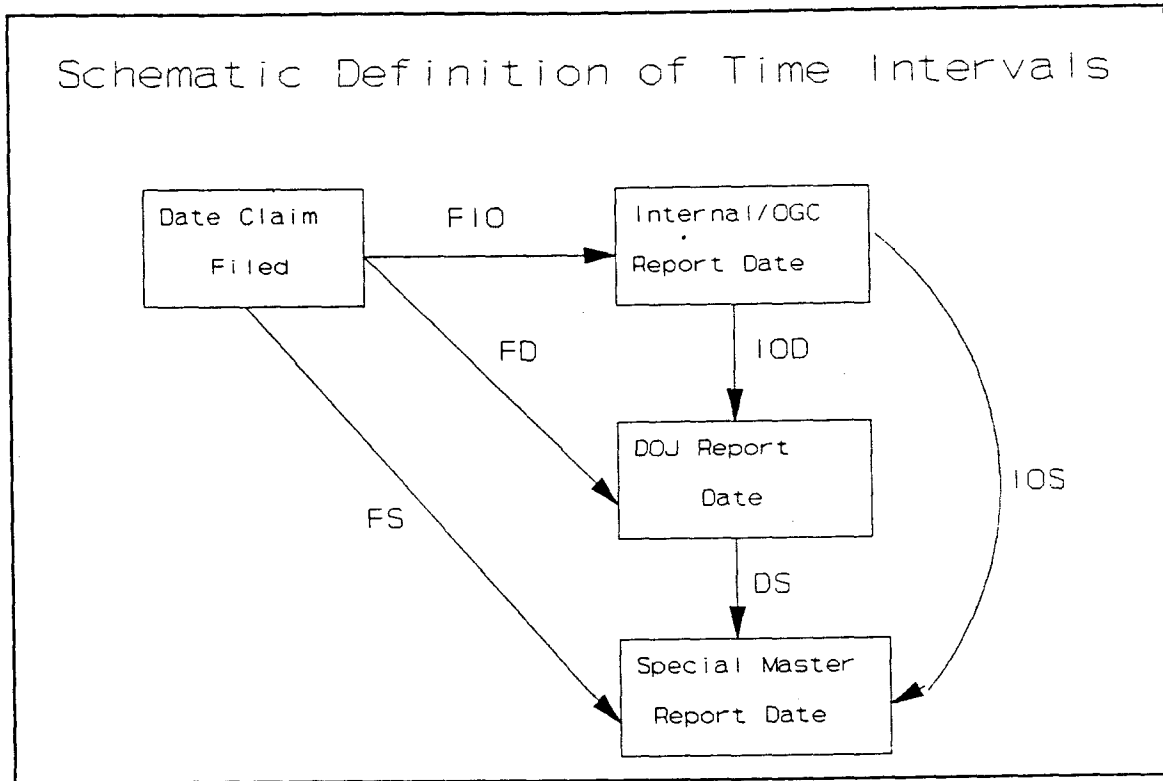 Schematic Definition of Time Intervals
Date Claim
Filed
FIO
Internal/OGC
Report Date
FD
IOD
DOJ Report
Date
IOS
FS
DS
Special Master
Report Date